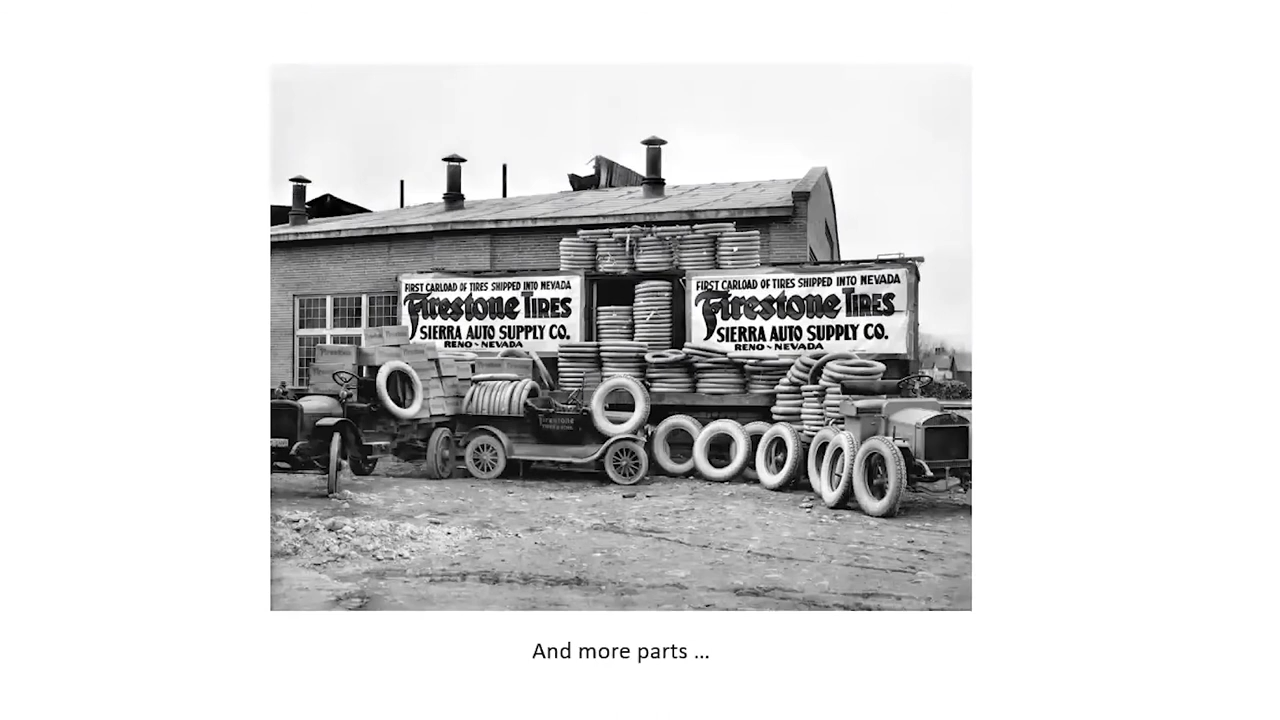 FIRST CARLOAD OF TIRES SHIPPED INTO NEVADA
Firestone TIRES
SIERRA AUTO SUPPLY CO.
RENO ~ NEVADA
FIRST CARLOAD OF TIRES SHIPPED INTO NEVADA
Firestone TIRES
SIERRA AUTO SUPPLY CO.
RENO ~ NEVADA
Firestone
And more parts ...